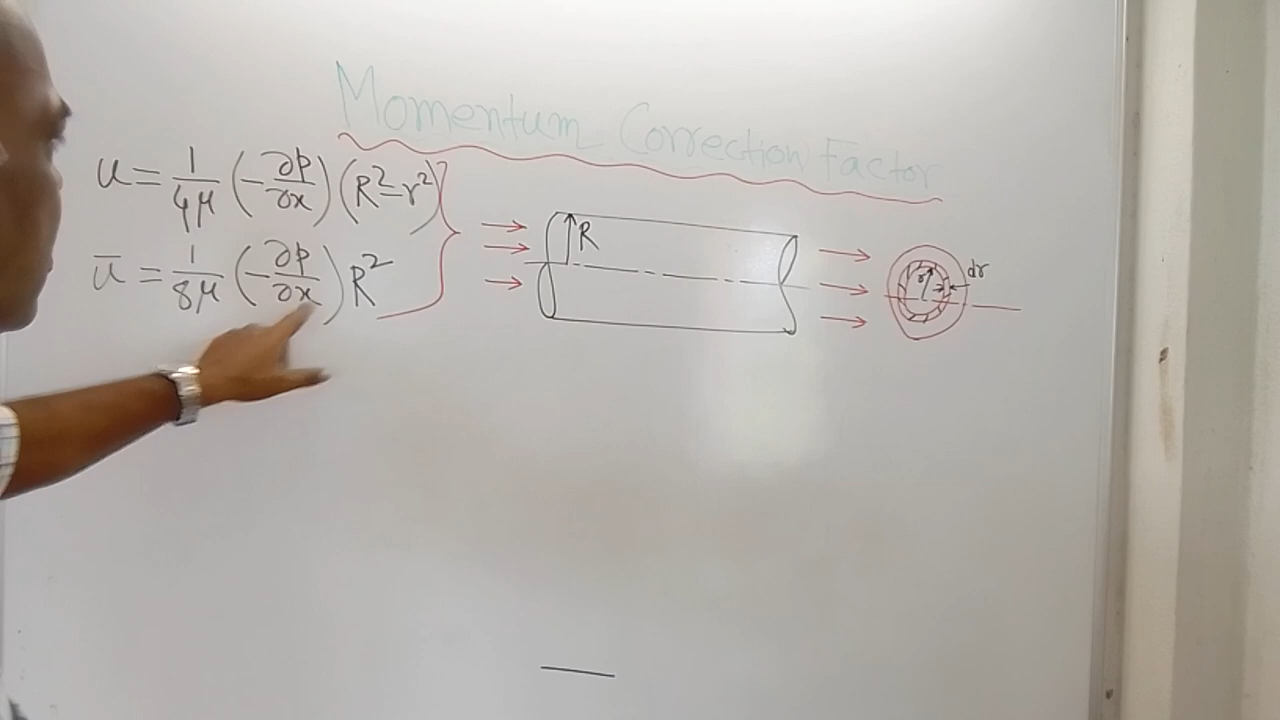 Momentum Correction Factor
u = 1/4μ (-∂p/∂x) (R²-r²)
ū = 1/8μ (-∂p/∂x) R²
R
r
dr